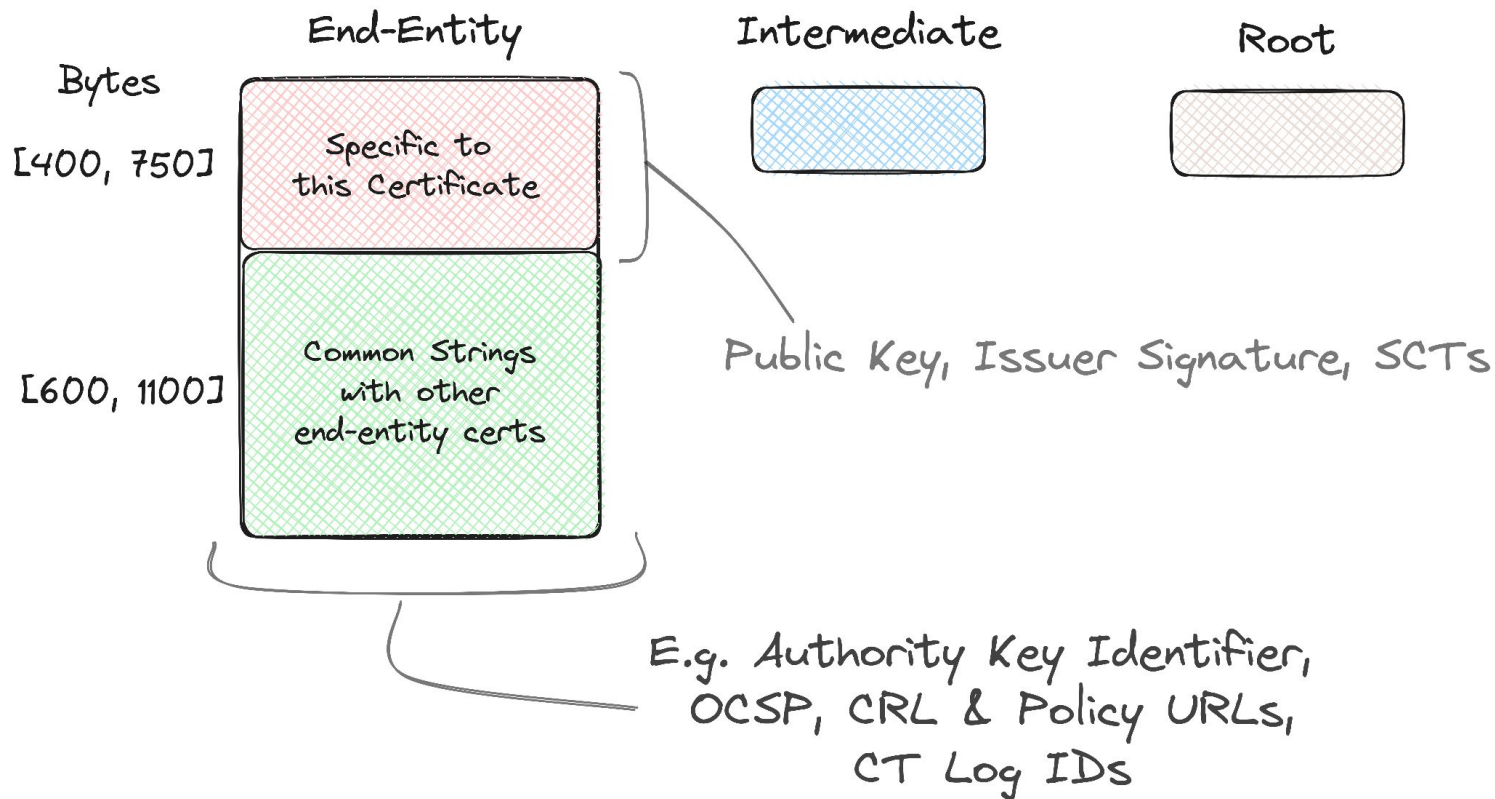 End-Entity
Intermediate
Root
Bytes
[400, 750]
Specific to
this Certificate
Public Key, Issuer Signature, SCTs
[600, 1100]
Common Strings
with other
end-entity certs
E.g. Authority Key Identifier,
OCSP, CRL & Policy URLs,
CT Log IDs